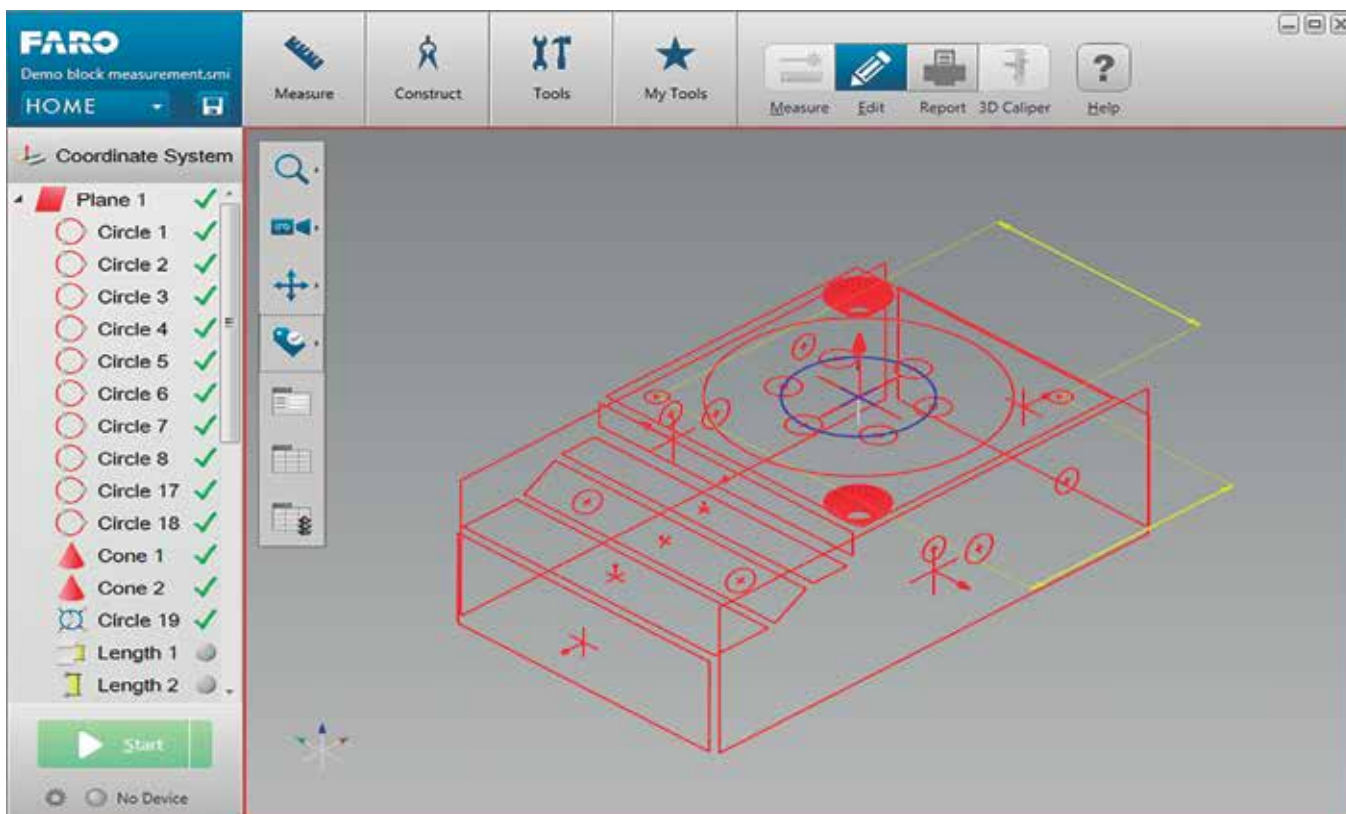 FARO
Demo block measurement.smi
HOME
Measure
Construct
Tools
My Tools
Measure
Edit
Report
3D Caliper
Help
Coordinate System
Plane 1
Circle 1
Circle 2
Circle 3
Circle 4
Circle 5
Circle 6
Circle 7
Circle 8
Circle 17
Circle 18
Cone 1
Cone 2
Circle 19
Length 1
Length 2
Start
No Device